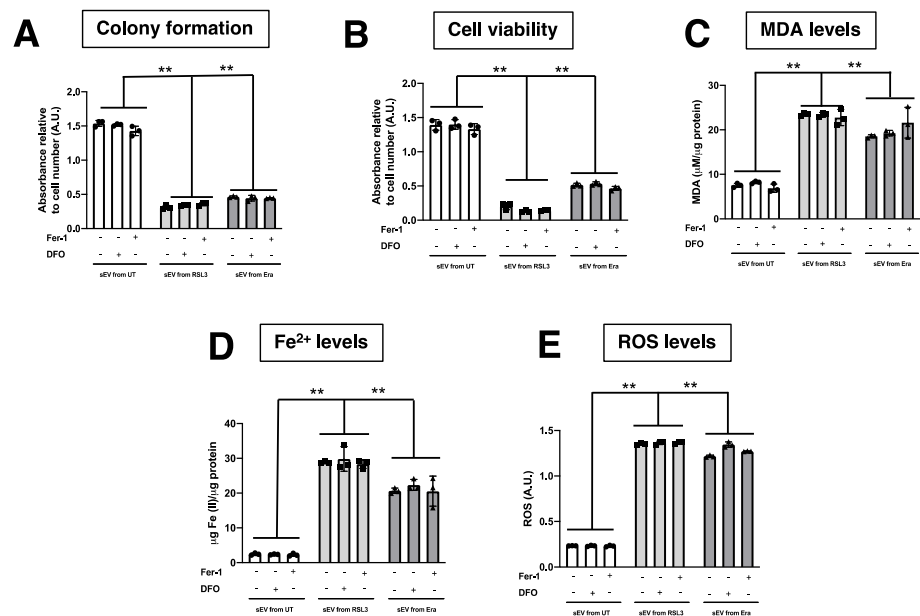 A
Colony formation
** **
Absorbance relative
to cell number (A.U.)
2.0
1.5
1.0
0.5
0.0
Fer-1 - - + - - + - - +
DFO - + - - + - - + -
sEV from UT sEV from RSL3 sEV from Era
B
Cell viability
** **
Absorbance relative
to cell number (A.U.)
2.0
1.5
1.0
0.5
0.0
Fer-1 - - + - - + - - +
DFO - + - - + - - + -
sEV from UT sEV from RSL3 sEV from Era
C
MDA levels
** **
MDA (μM/μg protein)
30
20
10
0
Fer-1 - - + - - + - - +
DFO - + - - + - - + -
sEV from UT sEV from RSL3 sEV from Era
D
Fe²⁺ levels
** **
μg Fe (II)/μg protein
40
30
20
10
0
Fer-1 - - + - - + - - +
DFO - + - - + - - + -
sEV from UT sEV from RSL3 sEV from Era
E
ROS levels
** **
ROS (A.U.)
1.5
1.0
0.5
0.0
Fer-1 - - + - - + - - +
DFO - + - - + - - + -
sEV from UT sEV from RSL3 sEV from Era